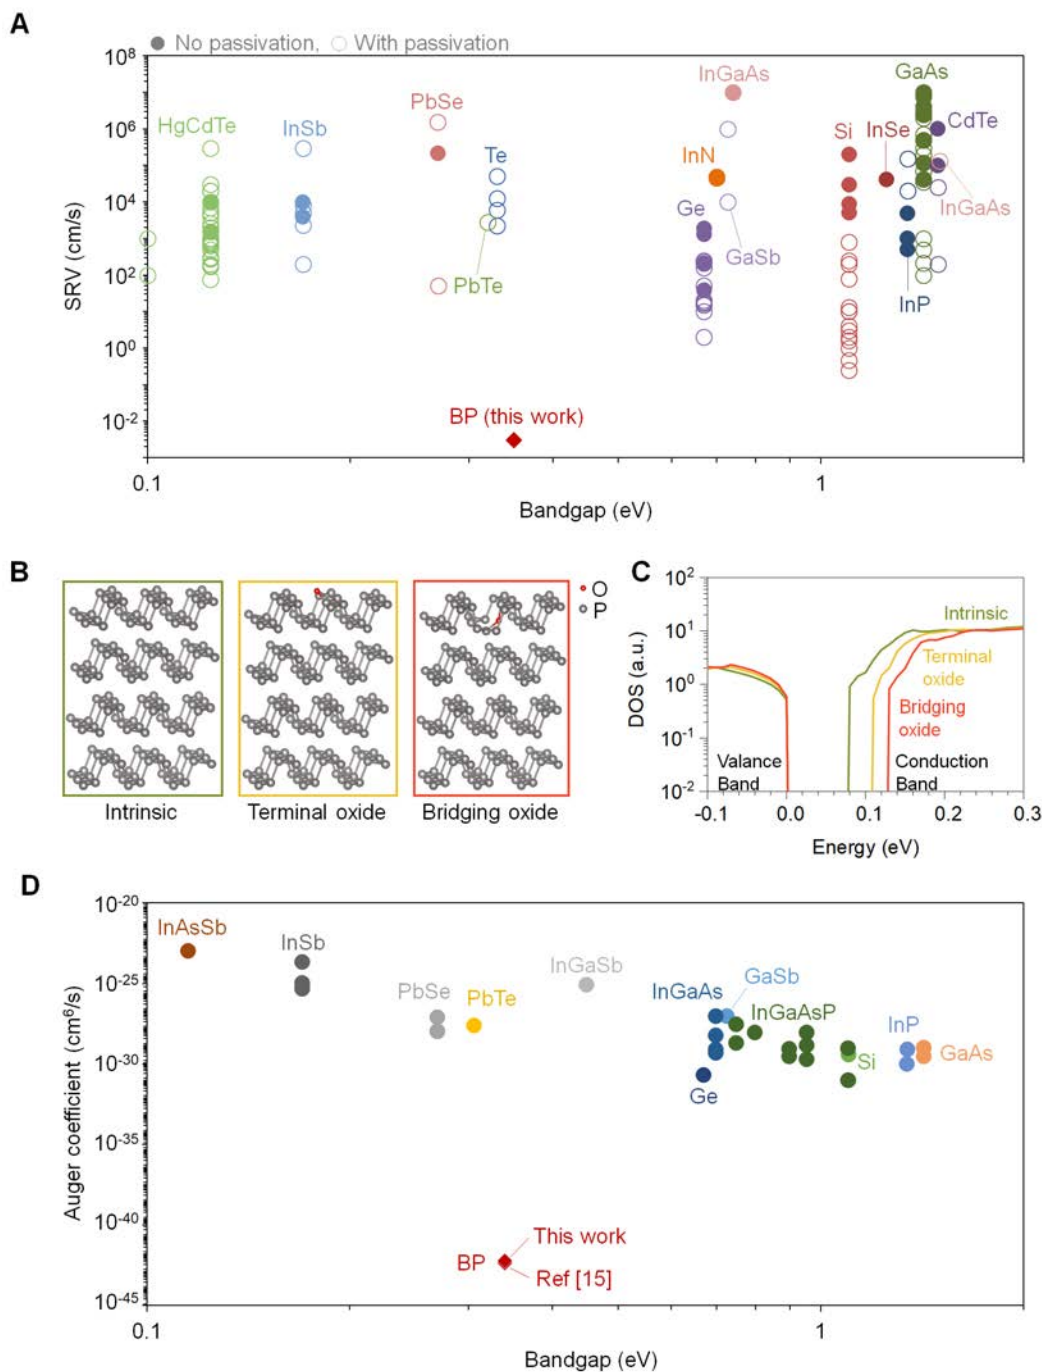 A
No passivation, With passivation
10^8
10^6
10^4
10^2
10^0
10^-2
SRV (cm/s)
HgCdTe
InSb
PbSe
Te
PbTe
InGaAs
InN
Ge
GaSb
Si
InSe
GaAs
CdTe
InGaAs
InP
BP (this work)
0.1
1
Bandgap (eV)
B
O
P
Intrinsic
Terminal oxide
Bridging oxide
C
10^2
10^1
10^0
10^-1
10^-2
DOS (a.u.)
Intrinsic
Terminal
oxide
Bridging
oxide
Valance
Band
Conduction
Band
-0.1
0.0
0.1
0.2
0.3
Energy (eV)
D
10^-20
10^-25
10^-30
10^-35
10^-40
10^-45
Auger coefficient (cm^6/s)
InAsSb
InSb
PbSe
PbTe
InGaSb
InGaAs
GaSb
InGaAsP
Ge
Si
InP
GaAs
BP
This work
Ref [15]
0.1
1
Bandgap (eV)